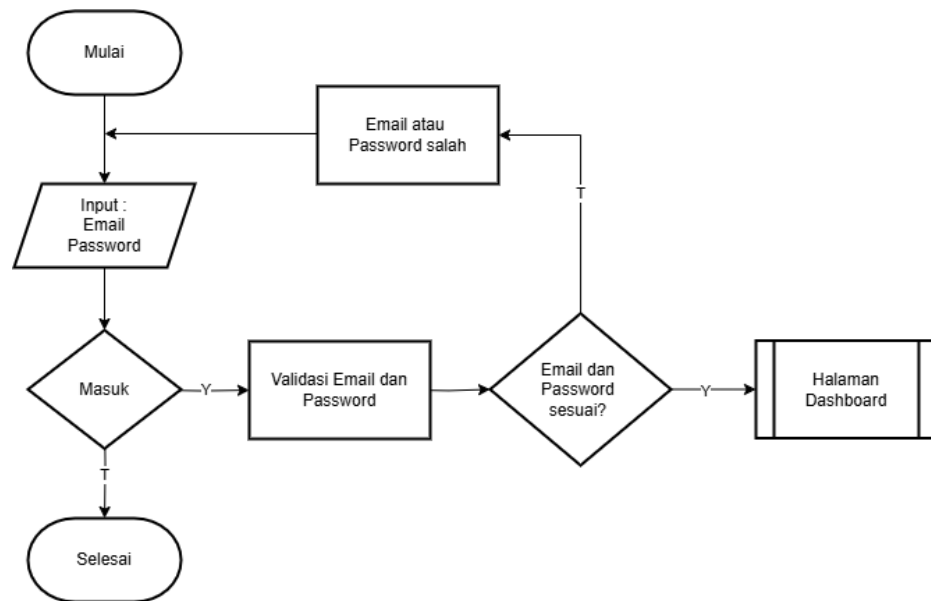 Mulai
Email atau
Password salah
Input :
Email
Password
T
Masuk
Y
Validasi Email dan
Password
Email dan
Password
sesuai?
Y
Halaman
Dashboard
T
Selesai